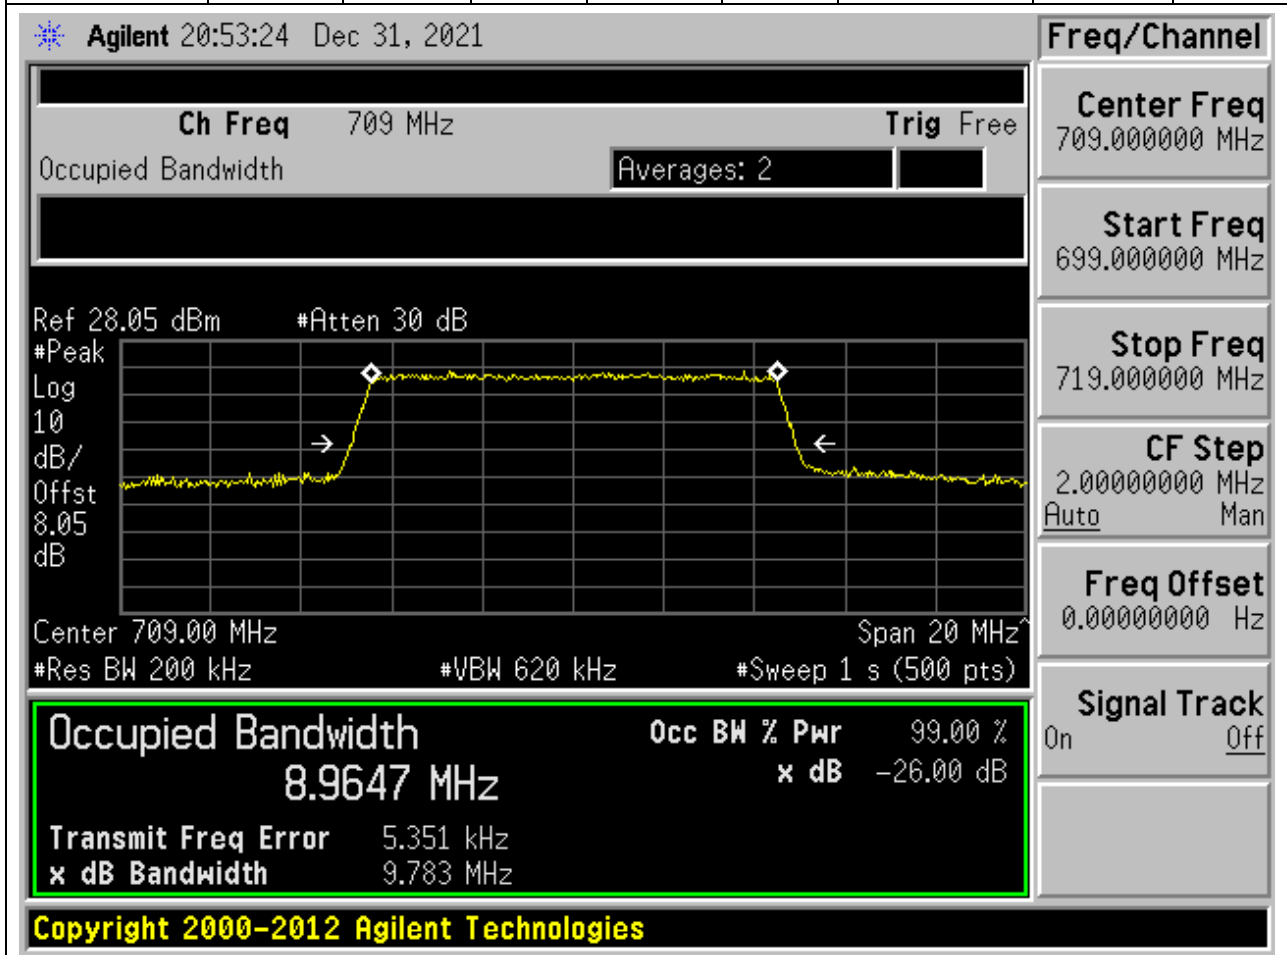 Agilent 20:53:24 Dec 31, 2021
Freq/Channel
Ch Freq 709 MHz Trig Free
Occupied Bandwidth Averages: 2
Center Freq
709.000000 MHz
Start Freq
699.000000 MHz
Stop Freq
719.000000 MHz
CF Step
2.00000000 MHz
Auto Man
Freq Offset
0.00000000 Hz
Signal Track
On Off
Ref 28.05 dBm #Atten 30 dB
#Peak
Log
10
dB/
Offst
8.05
dB
Center 709.00 MHz Span 20 MHz^
#Res BW 200 kHz #VBW 620 kHz #Sweep 1 s (500 pts)
Occupied Bandwidth Occ BW % Pwr 99.00 %
8.9647 MHz x dB -26.00 dB
Transmit Freq Error 5.351 kHz
x dB Bandwidth 9.783 MHz
Copyright 2000-2012 Agilent Technologies